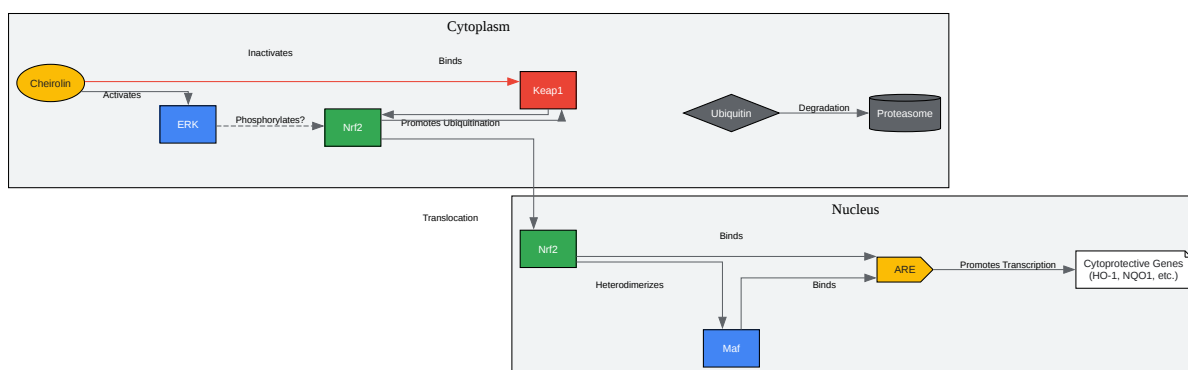 Cytoplasm
Inactivates
Binds
Cheirolin
Keap1
Activates
Ubiquitin
Degradation
Proteasome
ERK
Phosphorylates?
Nrf2
Promotes Ubiquitination
Translocation
Nucleus
Nrf2
Binds
ARE
Promotes Transcription
Cytoprotective Genes
(HO-1, NQO1, etc.)
Heterodimerizes
Binds
Maf